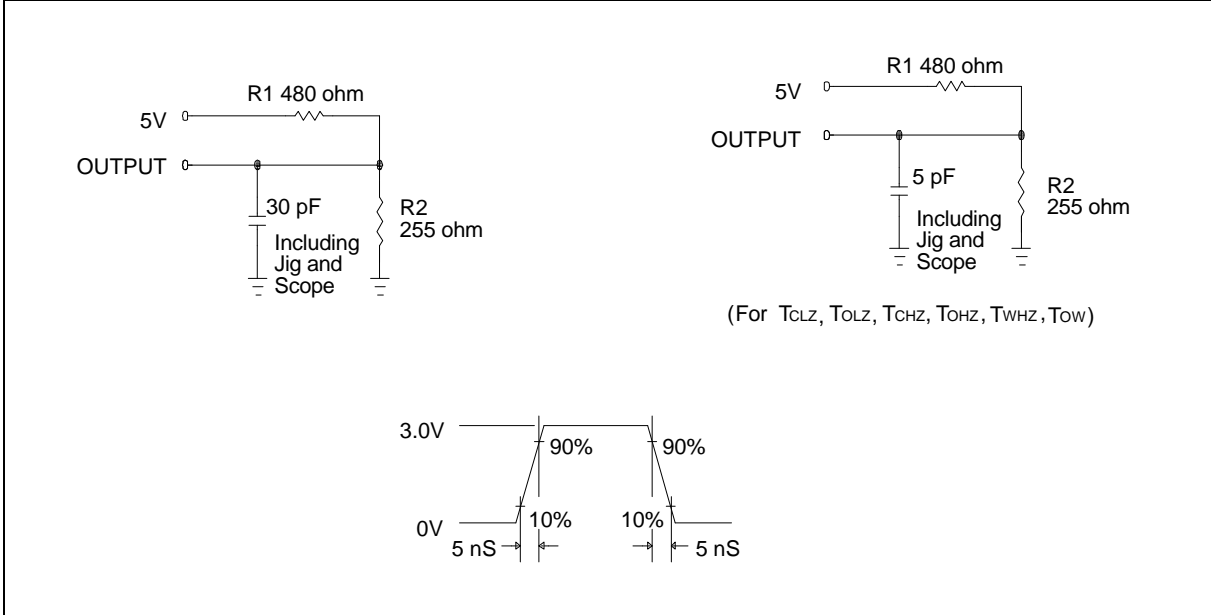 R1 480 ohm
5V
OUTPUT
30 pF
Including
Jig and
Scope
R2
255 ohm
R1 480 ohm
5V
OUTPUT
5 pF
Including
Jig and
Scope
R2
255 ohm
(For TCLZ, TOLZ, TCHZ, TOHZ, TWHZ, TOW)
3.0V
90%
90%
0V
10%
10%
5 nS
5 nS